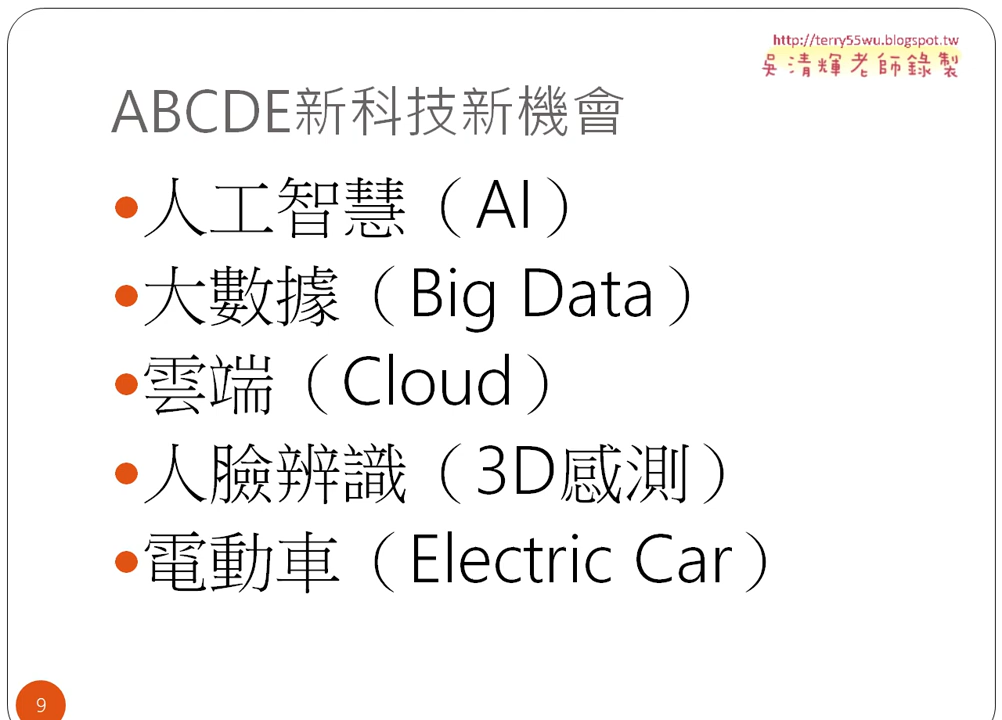 http://terry55wu.blogspot.tw
吳清輝老師錄製
ABCDE新科技新機會
•人工智慧（AI）
•大數據（Big Data）
•雲端（Cloud）
•人臉辨識（3D感測）
•電動車（Electric Car）
9